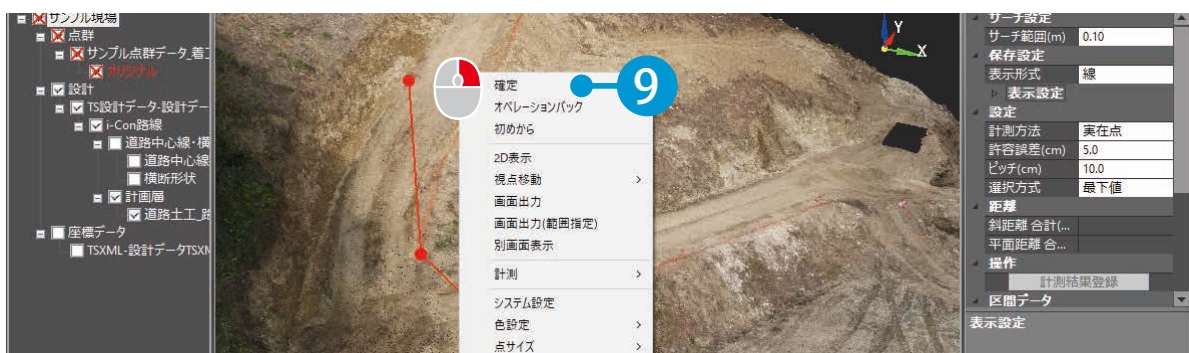 サンプル現場
点群
サンプル点群データ_着工
オリジナル
設計
TS設計データ-設計デー
i-Con路線
道路中心線・横
道路中心線
横断形状
計画層
道路土工_路
座標データ
TSXML-設計データTSXM
Y
X
9
確定
オペレーションバック
初めから
2D表示
視点移動 >
画面出力
画面出力(範囲指定)
別画面表示
計測 >
システム設定
色設定 >
点サイズ >
サーチ設定
サーチ範囲(m) 0.10
保存設定
表示形式 線
表示設定
設定
計測方法 実在点
許容誤差(cm) 5.0
ピッチ(cm) 10.0
選択方式 最下値
距離
斜距離 合計(...
平面距離 合...
操作
計測結果登録
区間データ
表示設定